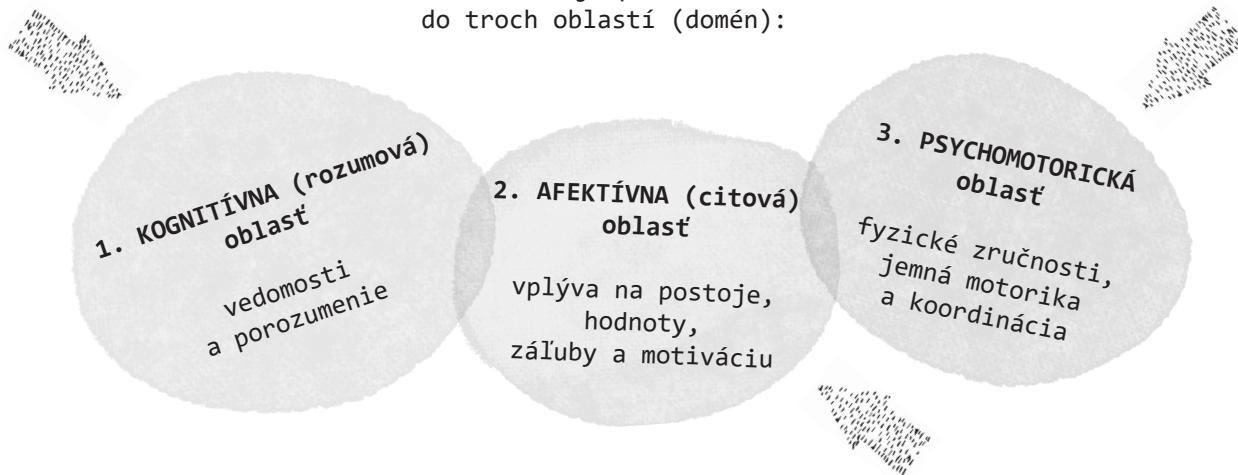 do troch oblastí (domén):
1. KOGNITÍVNA (rozumová)
oblasť
vedomosti
a porozumenie
2. AFEKTÍVNA (citová)
oblasť
vplýva na postoje,
hodnoty,
záľuby a motiváciu
3. PSYCHOMOTORICKÁ
oblasť
fyzické zručnosti,
jemná motorika
a koordinácia